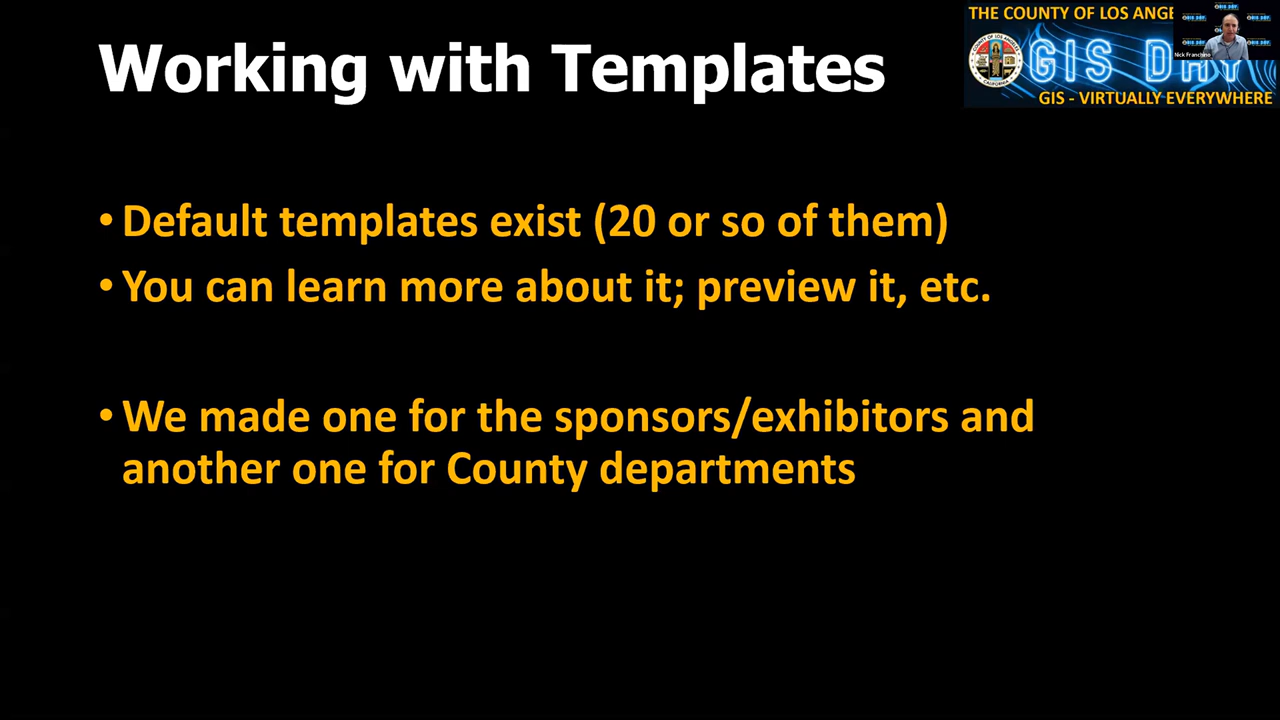 Working with Templates
THE COUNTY OF LOS ANGE
GIS DAY
Nick Franchino
GIS - VIRTUALLY EVERYWHERE
• Default templates exist (20 or so of them)
• You can learn more about it; preview it, etc.
• We made one for the sponsors/exhibitors and
another one for County departments